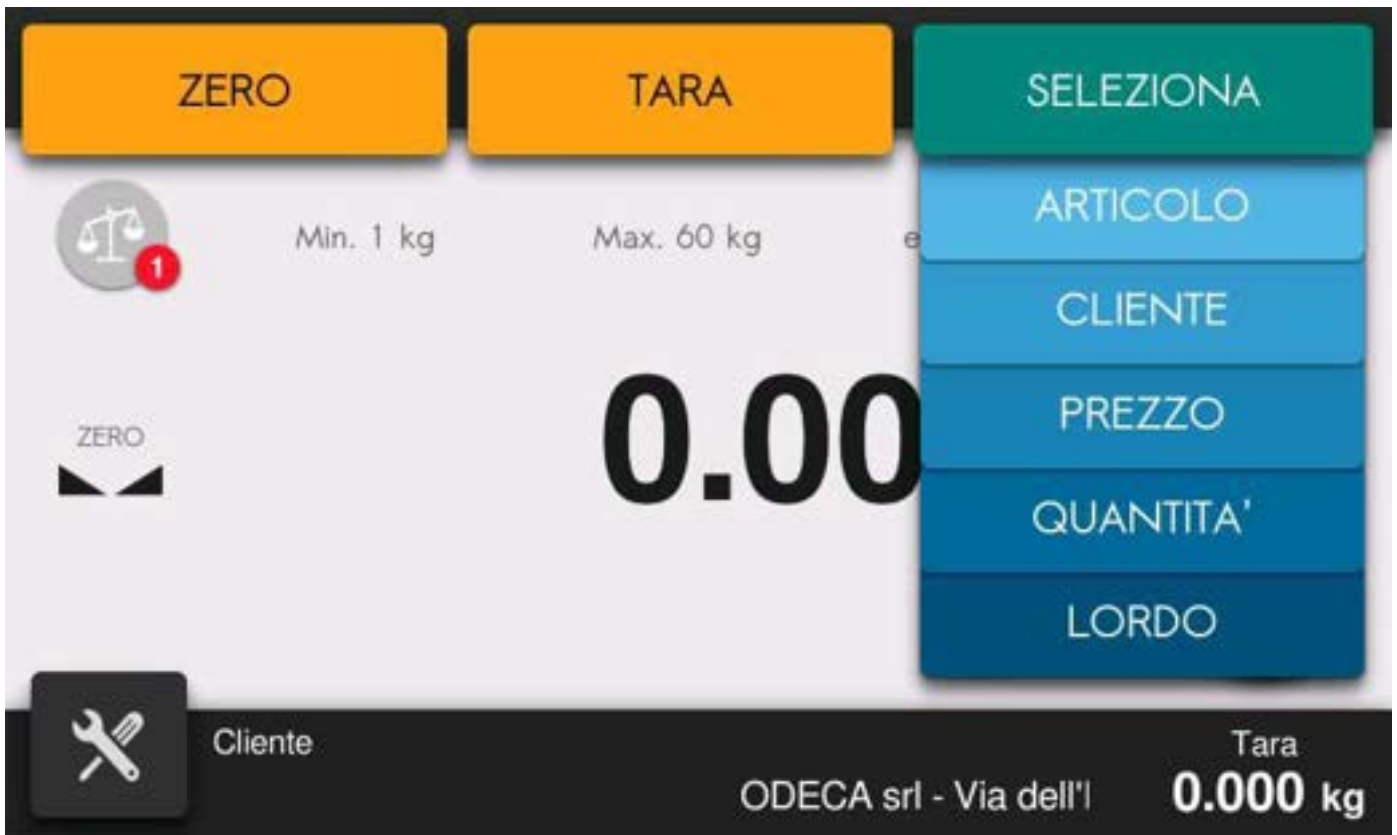 ZERO
TARA
SELEZIONA
1
Min. 1 kg
Max. 60 kg
e
ARTICOLO
CLIENTE
PREZZO
QUANTITA'
LORDO
ZERO
0.00
Cliente
ODECA srl - Via dell'
Tara
0.000 kg